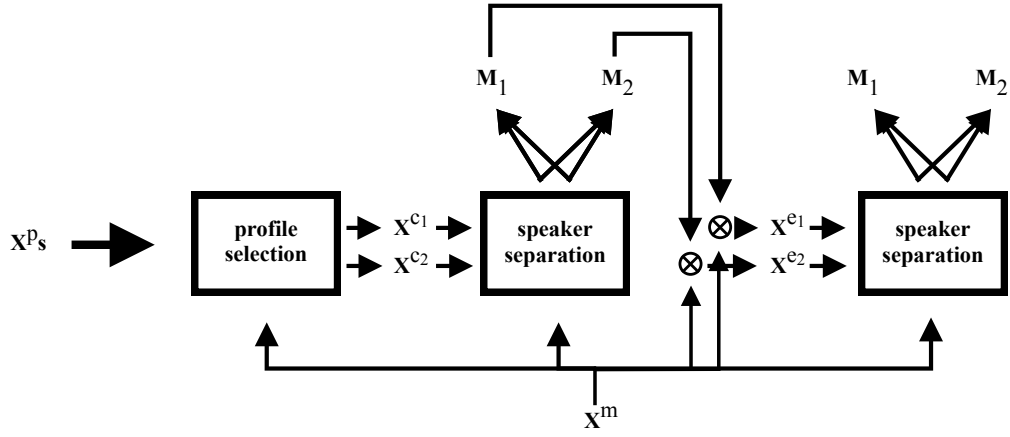 M1
M2
M1
M2
Xps
profile
selection
Xc1
Xc2
speaker
separation
Xe1
Xe2
speaker
separation
Xm